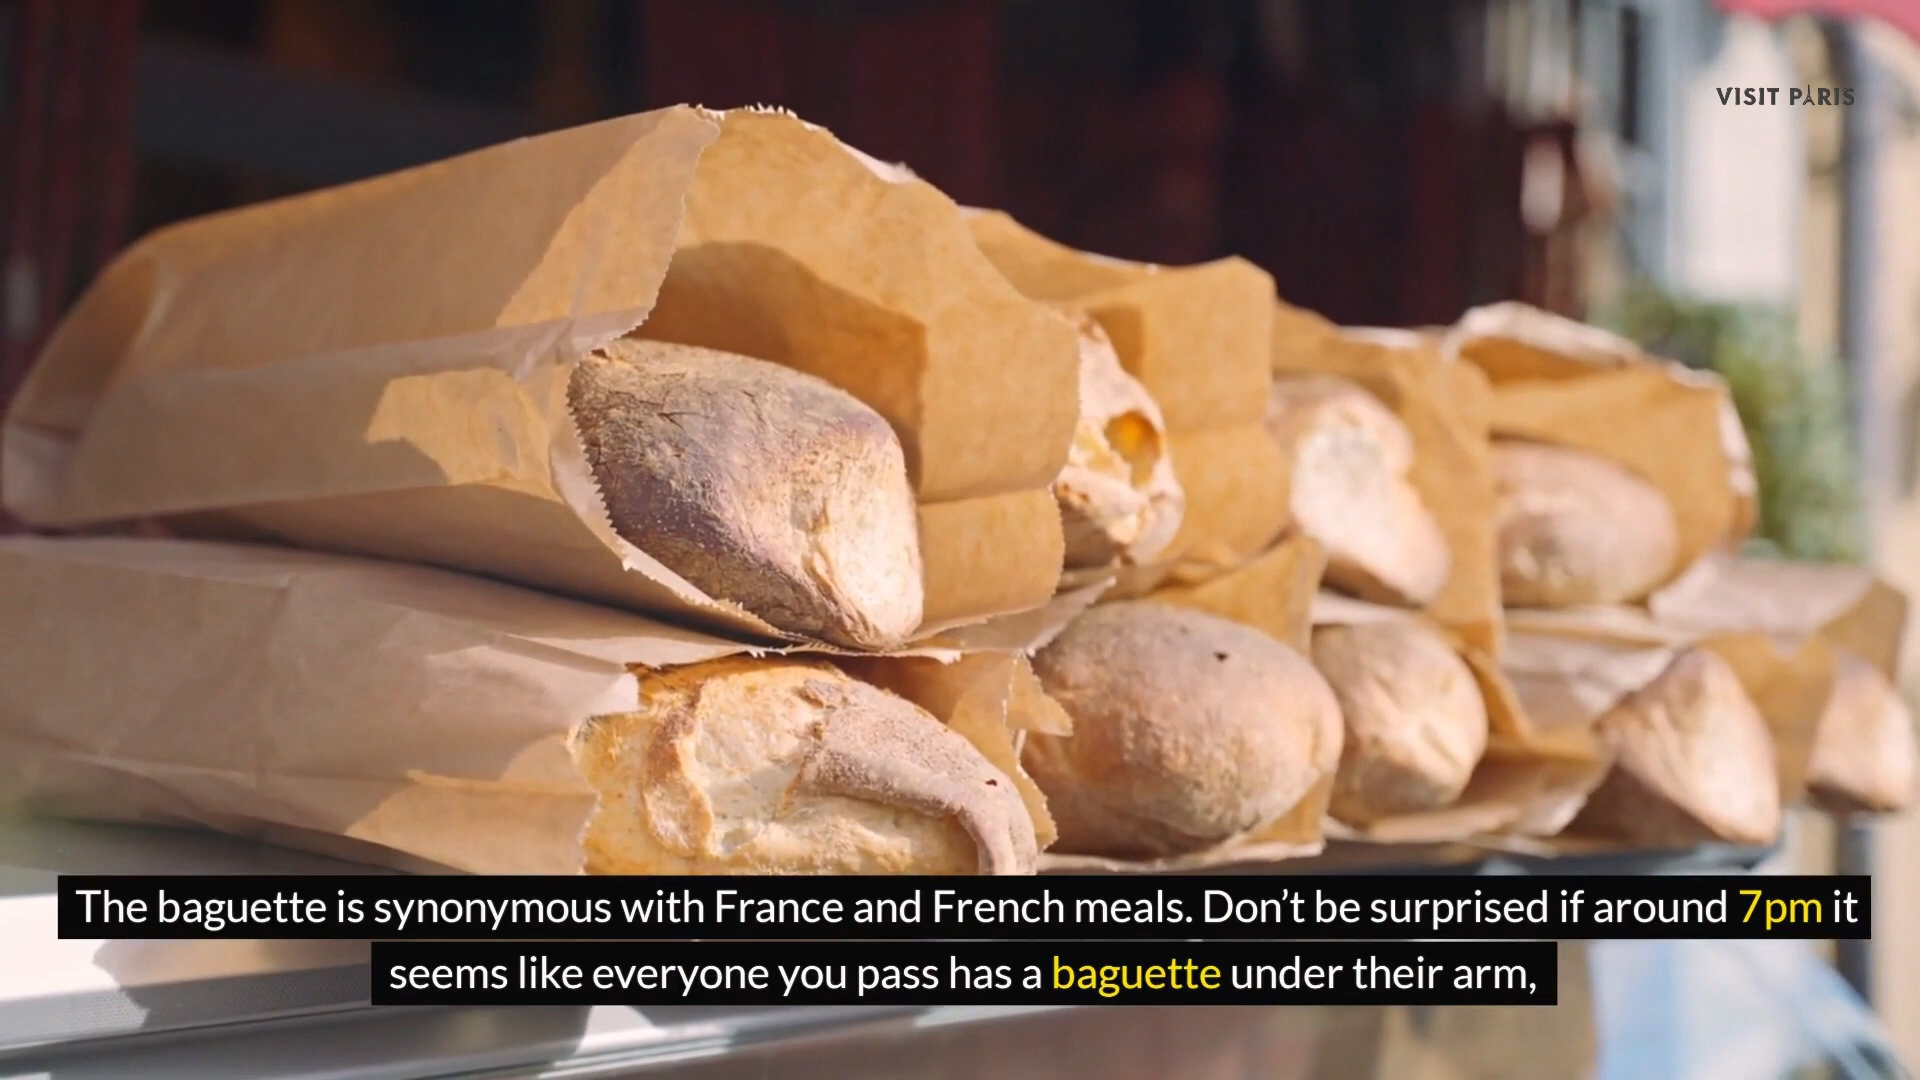 VISIT PARIS
The baguette is synonymous with France and French meals. Don’t be surprised if around 7pm it
seems like everyone you pass has a baguette under their arm,